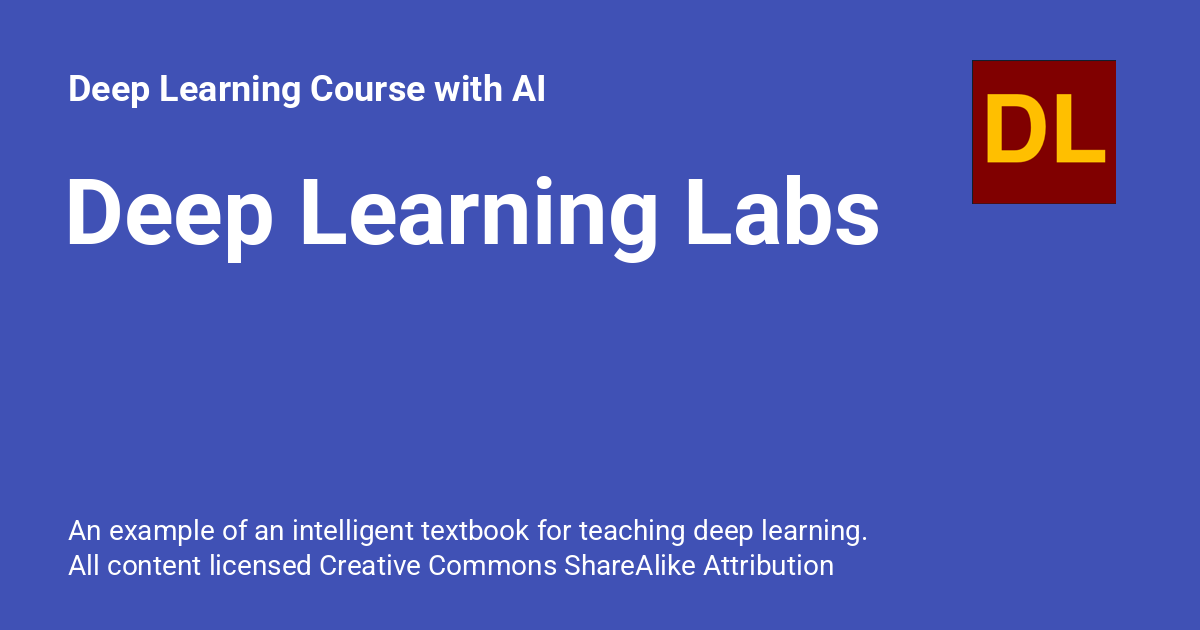 Deep Learning Course with AI
DL
Deep Learning Labs
An example of an intelligent textbook for teaching deep learning.
All content licensed Creative Commons ShareAlike Attribution